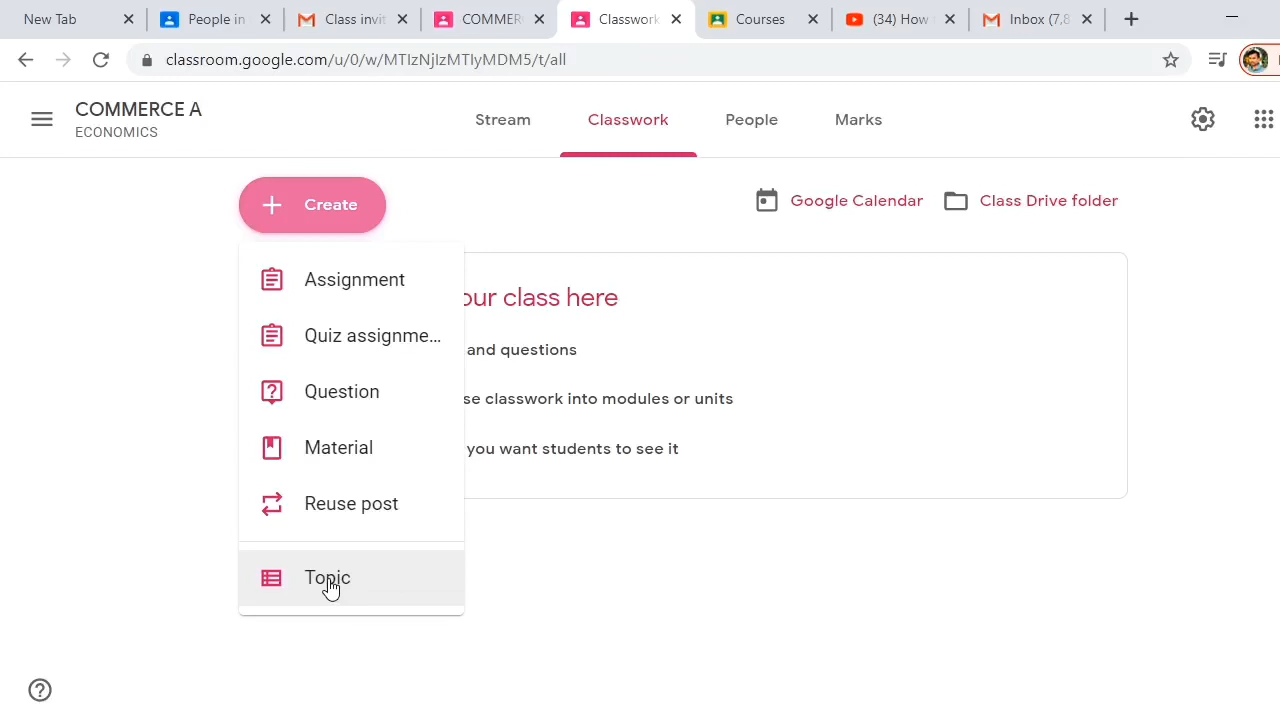 New Tab
People in
Class invit
COMMER
Classwork
Courses
(34) How
Inbox (7,8
classroom.google.com/u/0/w/MTIzNjIzMTIyMDM5/t/all
COMMERCE A
ECONOMICS
Stream
Classwork
People
Marks
Create
Google Calendar
Class Drive folder
Assignment
Quiz assignme...
Question
Material
Reuse post
Topic
our class here
and questions
se classwork into modules or units
you want students to see it